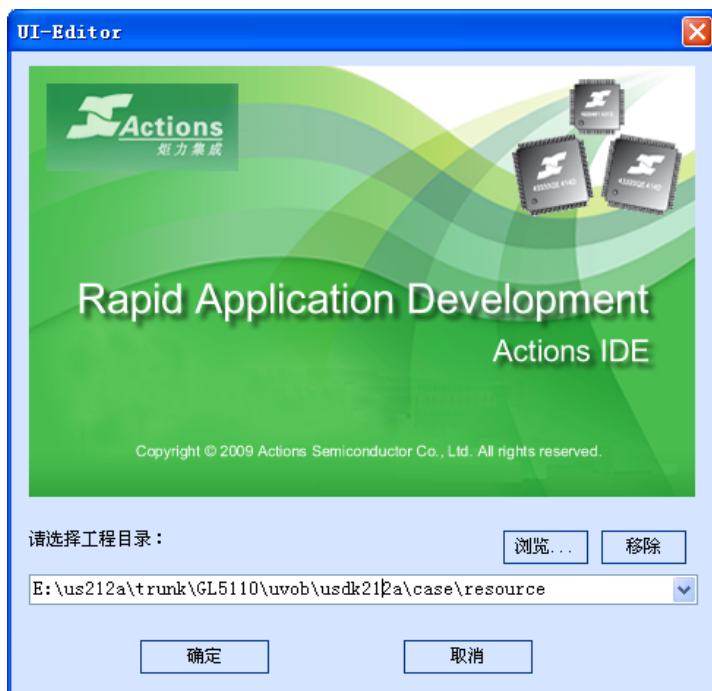 UI-Editor
Actions
炬力集成
Rapid Application Development
Actions IDE
Copyright © 2009 Actions Semiconductor Co., Ltd. All rights reserved.
请选择工程目录：
浏览...
移除
E:\us212a\trunk\GL5110\uvob\usdk212a\case\resource
确定
取消